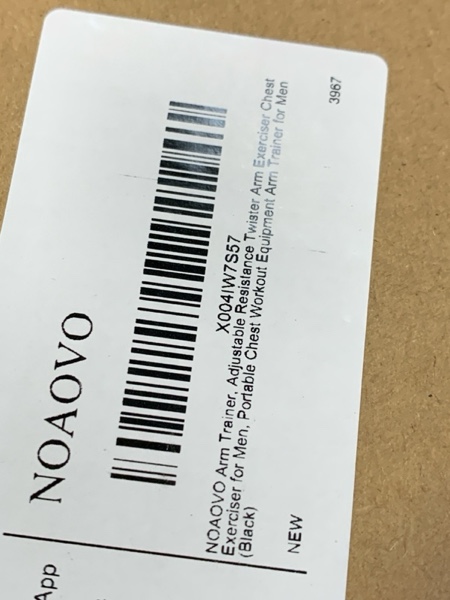 3967
X004IW7S57
NOAOVO Arm Trainer, Adjustable Resistance Twister Arm Exerciser Chest
Exerciser for Men, Portable Chest Workout Equipment Arm Trainer for Men
(Black)
NEW
NOAOVO
App